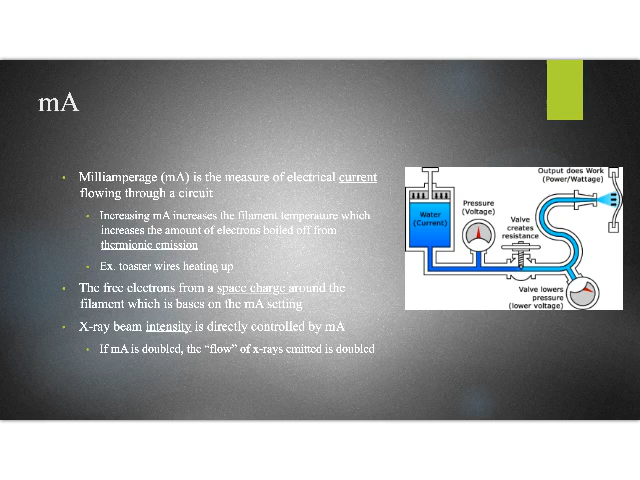 mA
• Milliamperage (mA) is the measure of electrical current
flowing through a circuit
• Increasing mA increases the filament temperature which
increases the amount of electrons boiled off from
thermionic emission
• Ex. toaster wires heating up
• The free electrons from a space charge around the
filament which is bases on the mA setting
• X-ray beam intensity is directly controlled by mA
• If mA is doubled, the “flow” of x-rays emitted is doubled
Output does Work
(Power/Wattage)
Water
(Current)
Pressure
(Voltage)
Valve
creates
resistance
Valve lowers
pressure
(lower voltage)